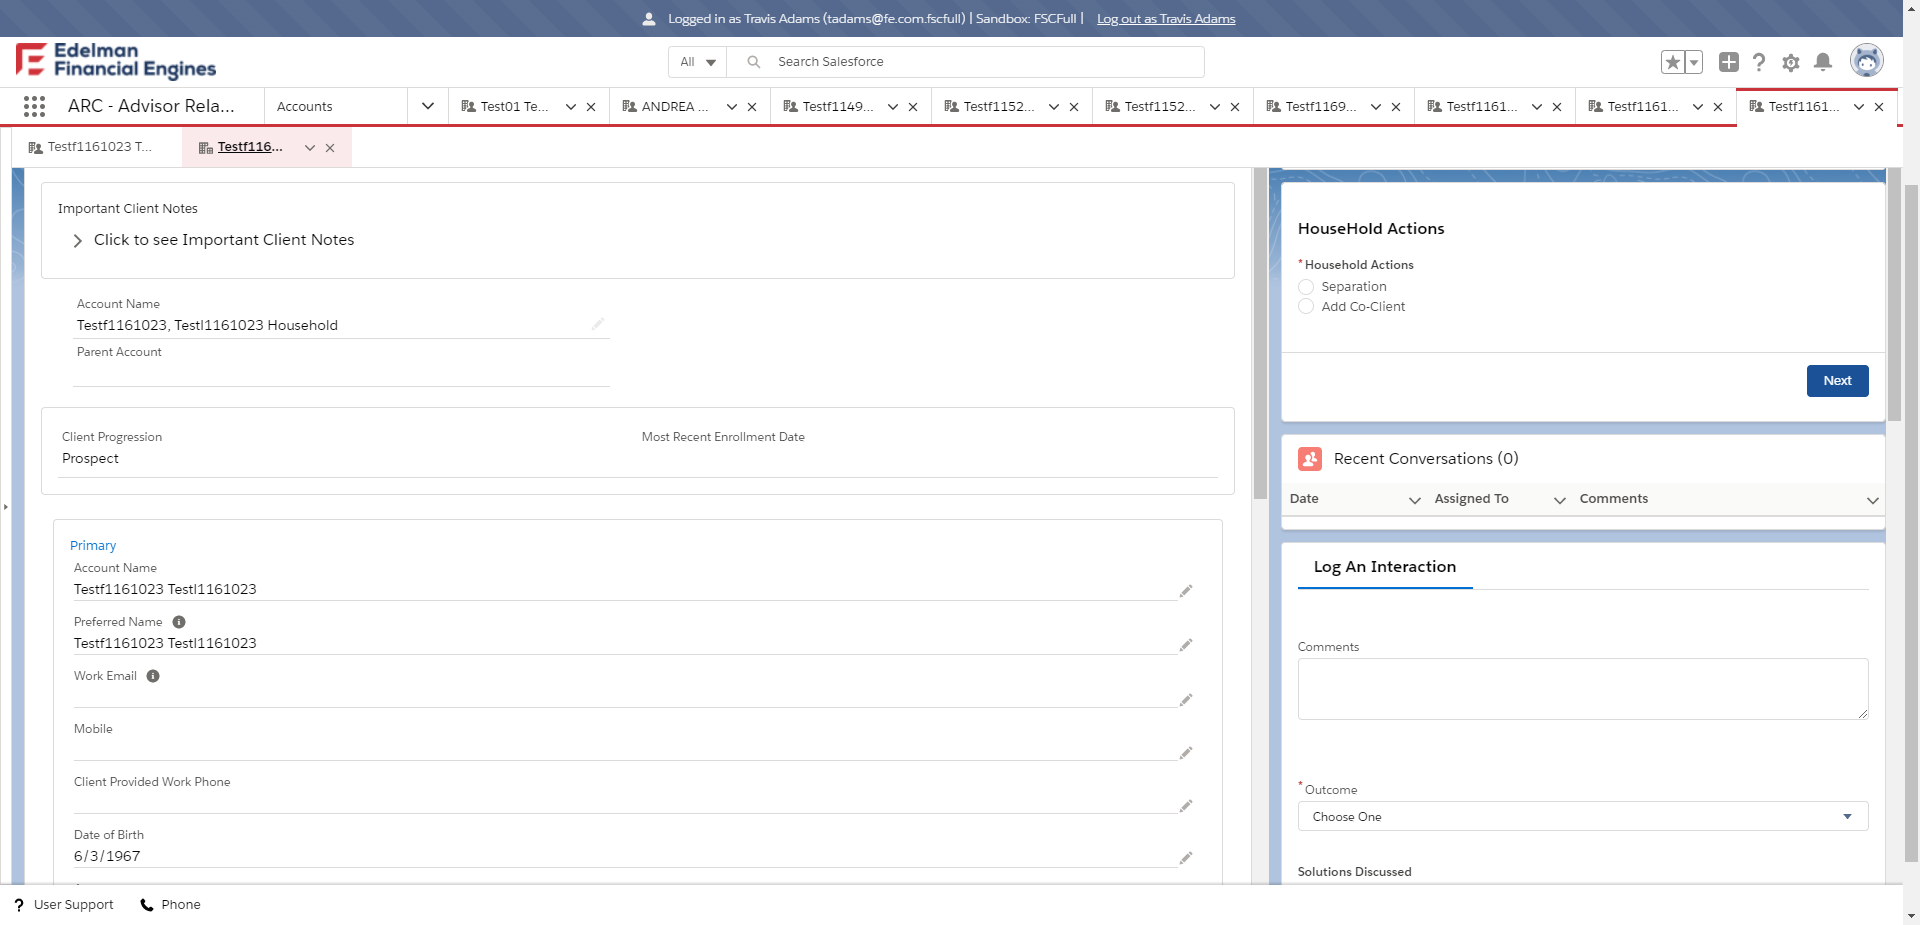 Logged in as Travis Adams (tadams@fe.com.fscfull) | Sandbox: FSCFull | Log out as Travis Adams
Edelman
Financial Engines
All
Search Salesforce
ARC - Advisor Rela...
Accounts
Test01 Te...
ANDREA ...
Testf1149...
Testf1152...
Testf1152...
Testf1169...
Testf1161...
Testf1161...
Testf1161...
Testf1161023 T...
Testf116...
Important Client Notes
Click to see Important Client Notes
Account Name
Testf1161023, Testl1161023 Household
Parent Account
Client Progression
Prospect
Most Recent Enrollment Date
Primary
Account Name
Testf1161023 Testl1161023
Preferred Name
Testf1161023 Testl1161023
Work Email
Mobile
Client Provided Work Phone
Date of Birth
6/3/1967
HouseHold Actions
*Household Actions
Separation
Add Co-Client
Next
Recent Conversations (0)
Date
Assigned To
Comments
Log An Interaction
Comments
*Outcome
Choose One
Solutions Discussed
User Support
Phone